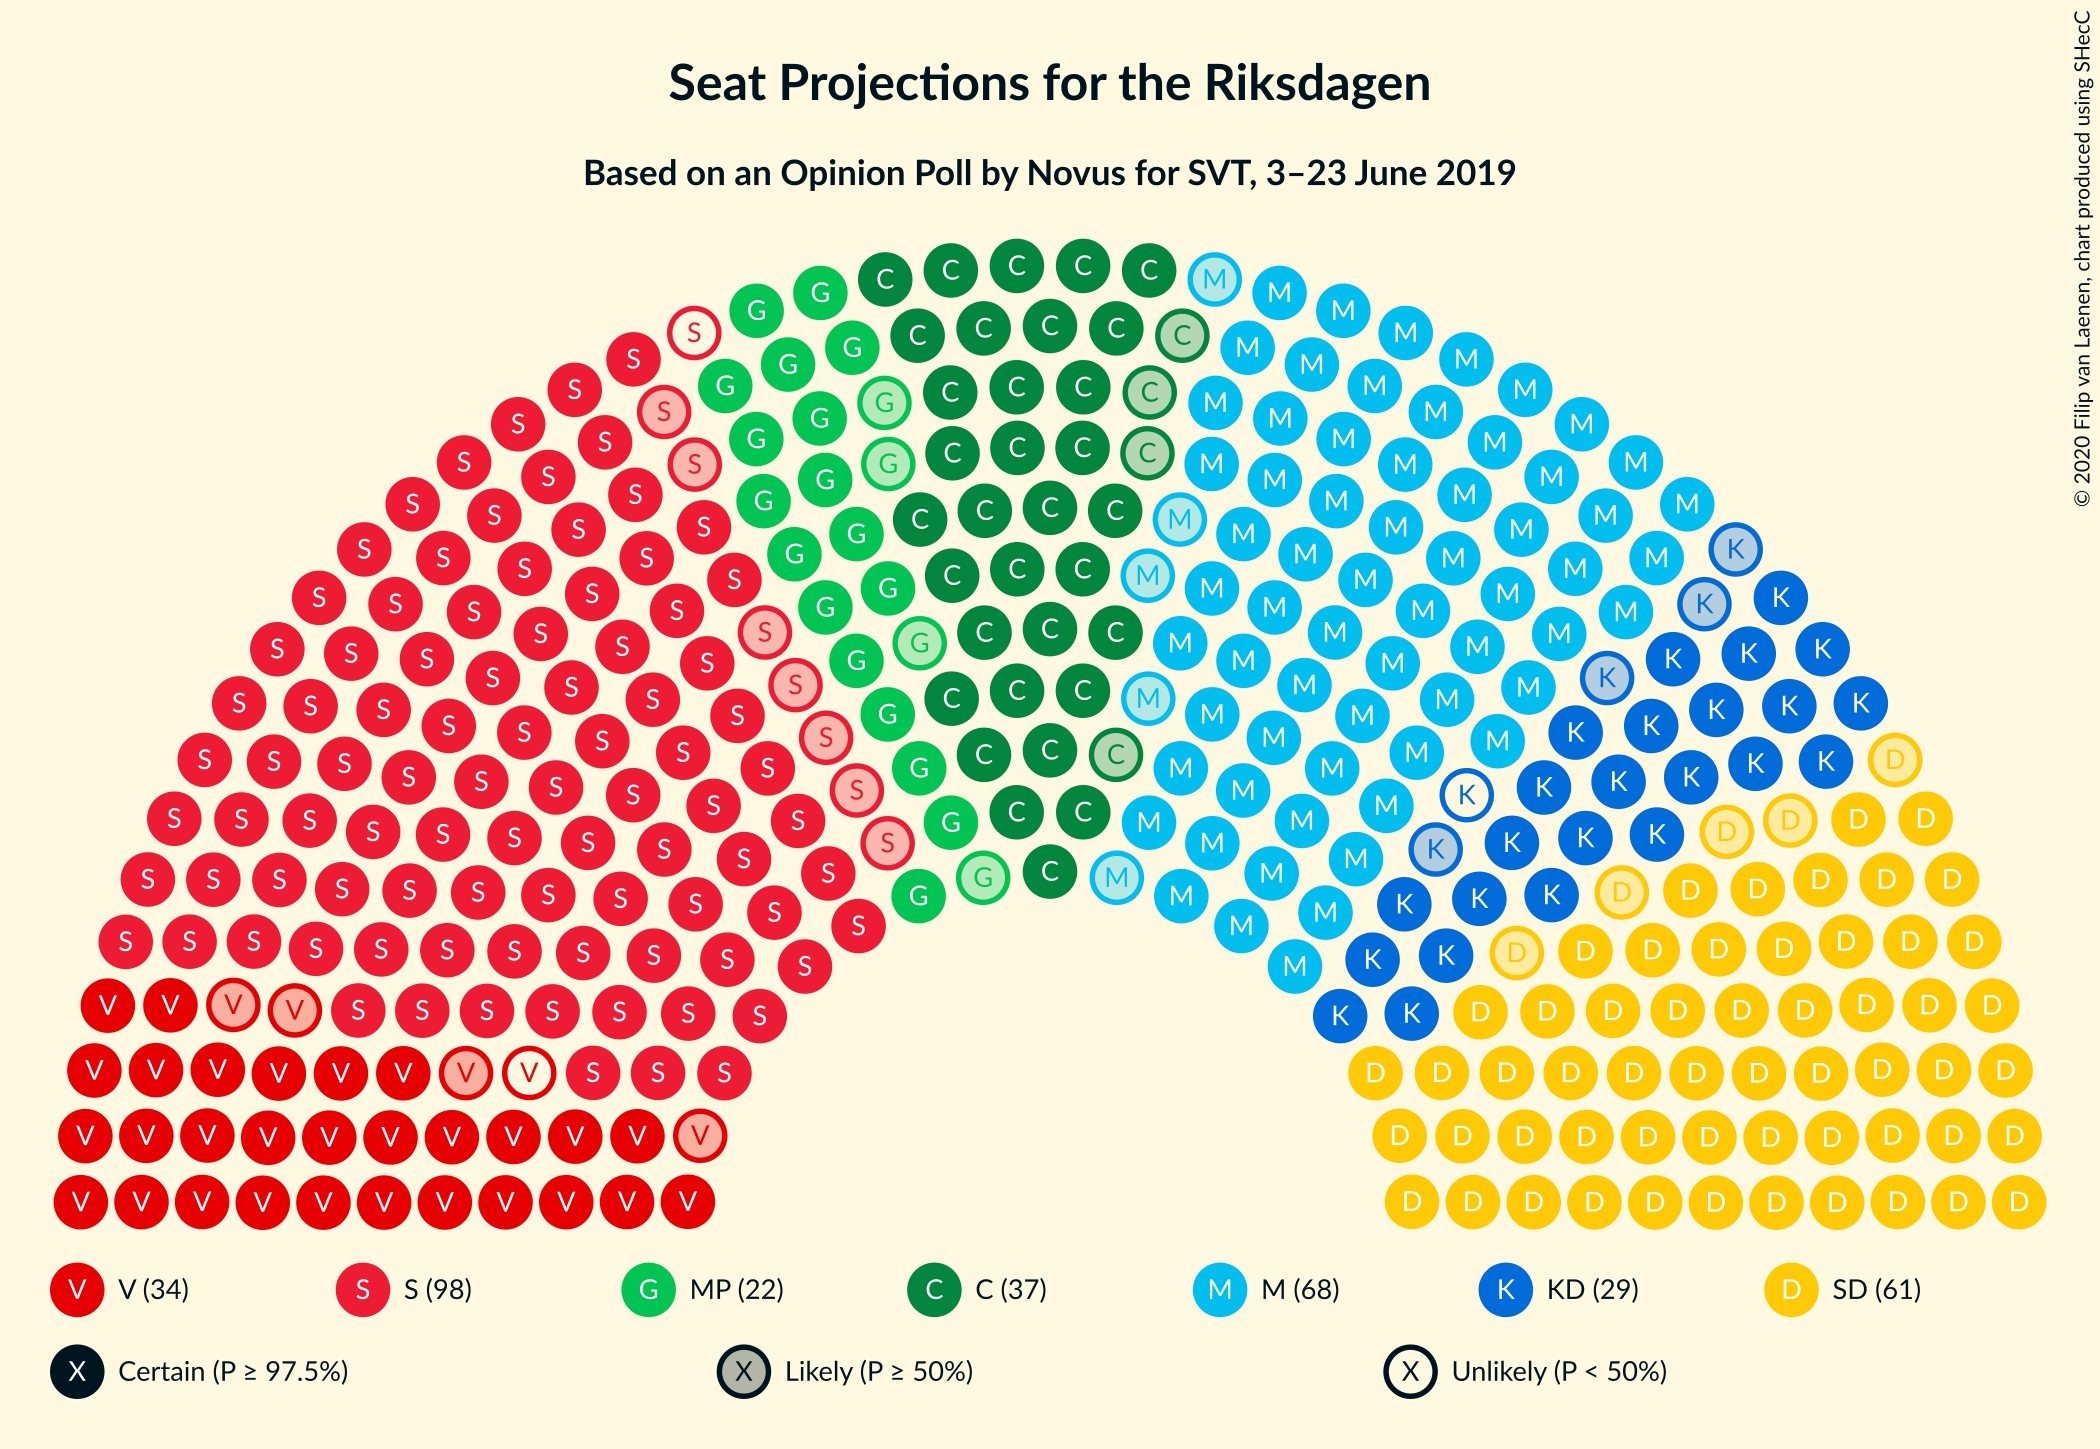 Seat Projections for the Riksdagen
Based on an Opinion Poll by Novus for SVT, 3–23 June 2019
© 2020 Filip van Laenen, chart produced using SHecC
V V (34) S S (98) G MP (22) C C (37) M M (68) K KD (29) D SD (61)
X Certain (P ≥ 97.5%) X Likely (P ≥ 50%) X Unlikely (P < 50%)